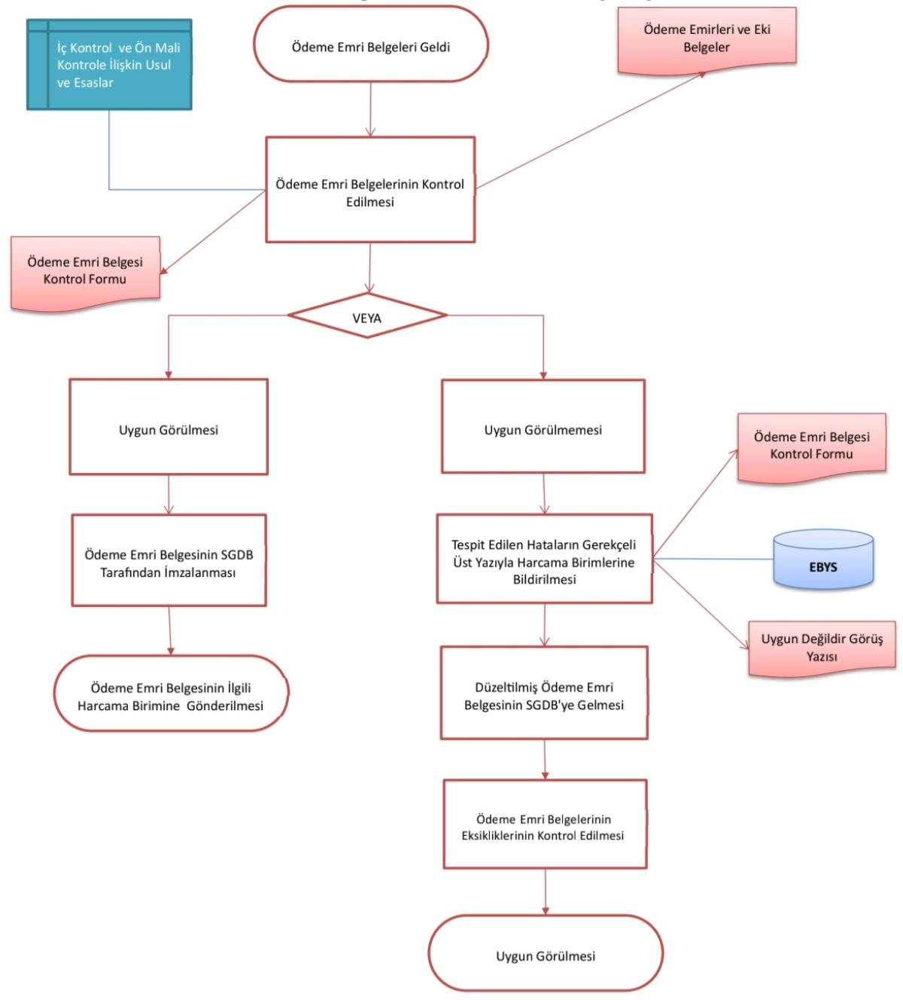 İç Kontrol ve Ön Mali
Kontrole İlişkin Usul
ve Esaslar
Ödeme Emri Belgeleri Geldi
Ödeme Emirleri ve Eki
Belgeler
Ödeme Emri Belgelerinin Kontrol
Edilmesi
Ödeme Emri Belgesi
Kontrol Formu
VEYA
Uygun Görülmesi
Uygun Görülmemesi
Ödeme Emri Belgesi
Kontrol Formu
Ödeme Emri Belgesinin SGDB
Tarafından İmzalanması
Tespit Edilen Hataların Gerekçeli
Üst Yazıyla Harcama Birimlerine
Bildirilmesi
EBYS
Uygun Değildir Görüş
Yazısı
Ödeme Emri Belgesinin İlgili
Harcama Birimine Gönderilmesi
Düzeltilmiş Ödeme Emri
Belgesinin SGDB'ye Gelmesi
Ödeme Emri Belgelerinin
Eksikliklerinin Kontrol Edilmesi
Uygun Görülmesi